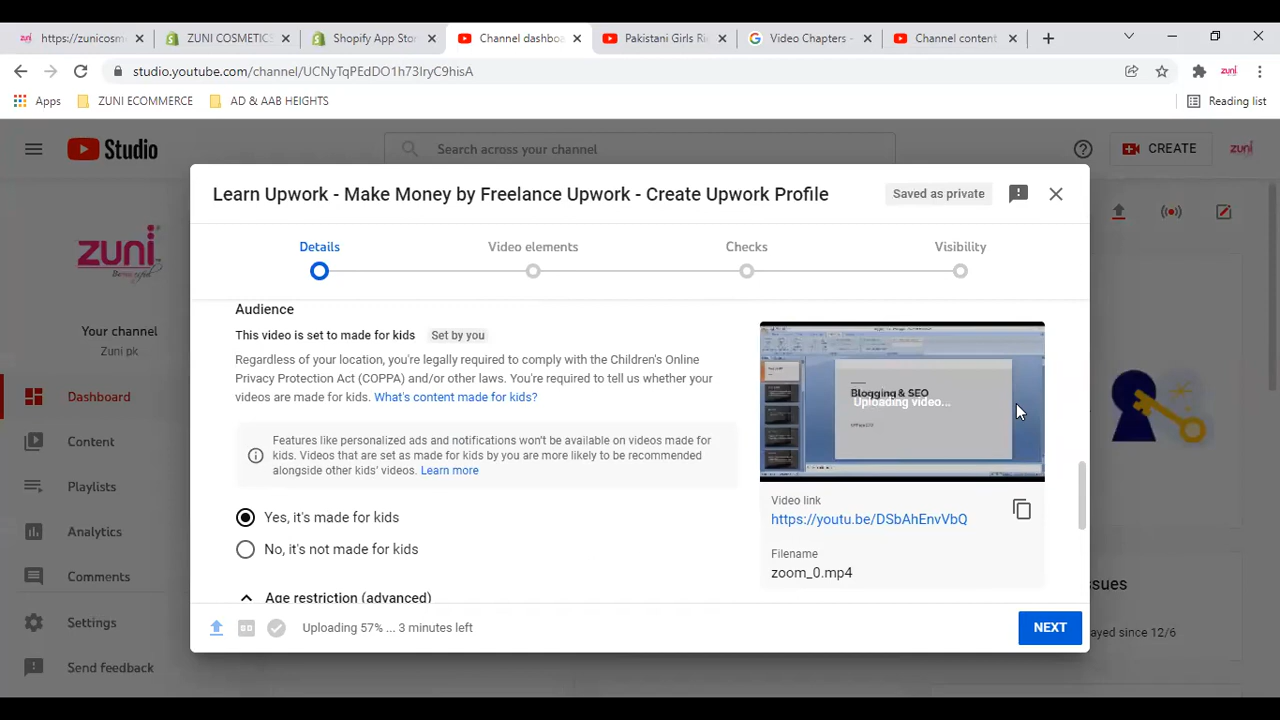 https://zunicosm
ZUNI COSMETICS
Shopify App Sto
Channel dashbo
Pakistani Girls Ri
Video Chapters -
Channel content
studio.youtube.com/channel/UCNyTqPEdDO1h73IryC9hisA
zuni
Apps
ZUNI ECOMMERCE
AD & AAB HEIGHTS
Reading list
Studio
Search across your channel
CREATE
zuni
Learn Upwork - Make Money by Freelance Upwork - Create Upwork Profile
Saved as private
Details
Video elements
Checks
Visibility
zuni
Your channel
Zuni pk
Dashboard
Content
Playlists
Analytics
Comments
Settings
Send feedback
Audience
This video is set to made for kids
Set by you
Regardless of your location, you're legally required to comply with the Children's Online
Privacy Protection Act (COPPA) and/or other laws. You're required to tell us whether your
videos are made for kids. What's content made for kids?
Features like personalized ads and notifications won't be available on videos made for
kids. Videos that are set as made for kids by you are more likely to be recommended
alongside other kids' videos. Learn more
Yes, it's made for kids
No, it's not made for kids
Age restriction (advanced)
Blogging & SEO
Uploading video...
Video link
https://youtu.be/DSbAhEnvVbQ
Filename
zoom_0.mp4
Uploading 57% ... 3 minutes left
NEXT
ssues
ayed since 12/6